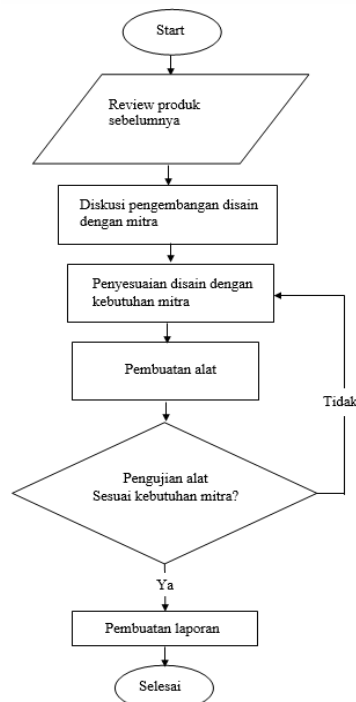 Start
Review produk
sebelumnya
Diskusi pengembangan disain
dengan mitra
Penyesuaian disain dengan
kebutuhan mitra
Pembuatan alat
Tidak
Pengujian alat
Sesuai kebutuhan mitra?
Ya
Pembuatan laporan
Selesai